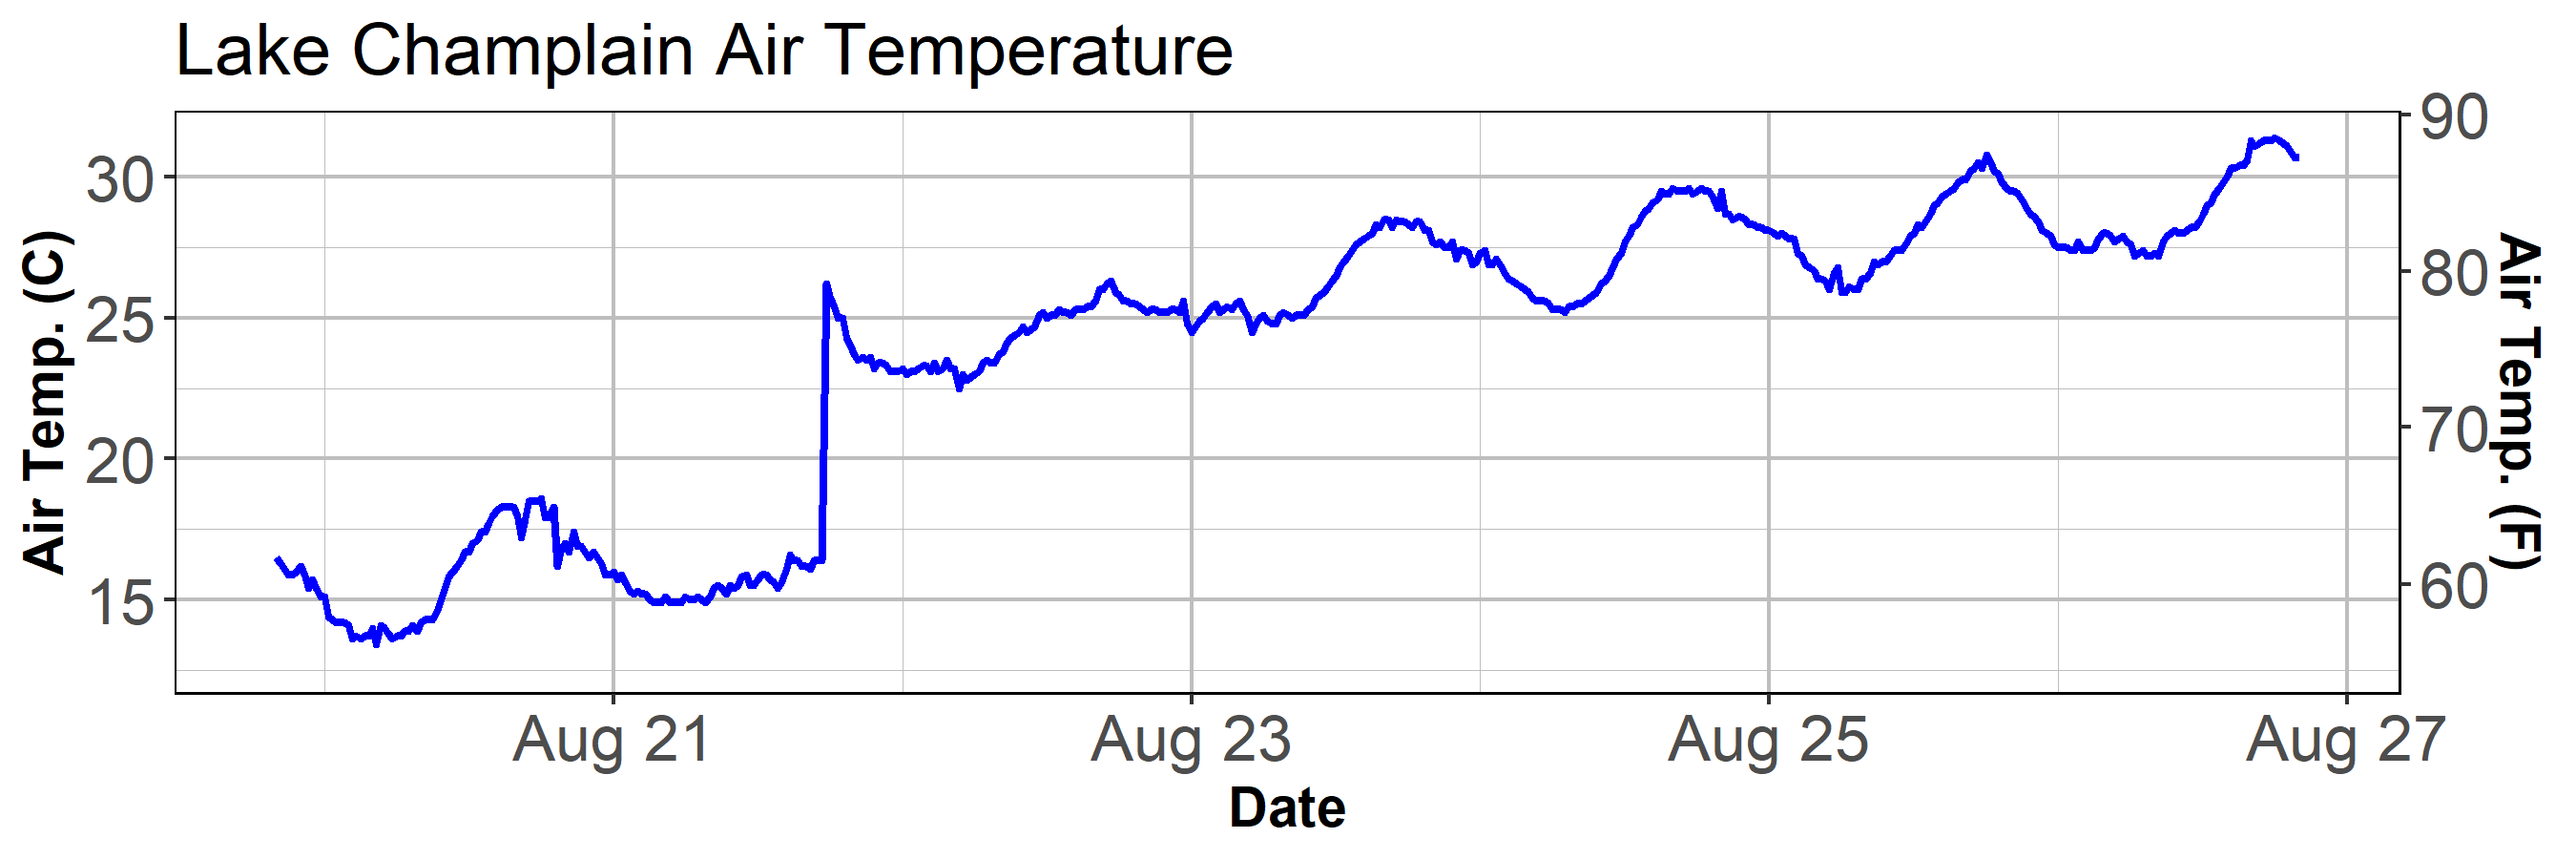 Lake Champlain Air Temperature
Air Temp. (C)
30
25
20
15
90
80
70
60
Air Temp. (F)
Aug 21 Aug 23 Aug 25 Aug 27
Date